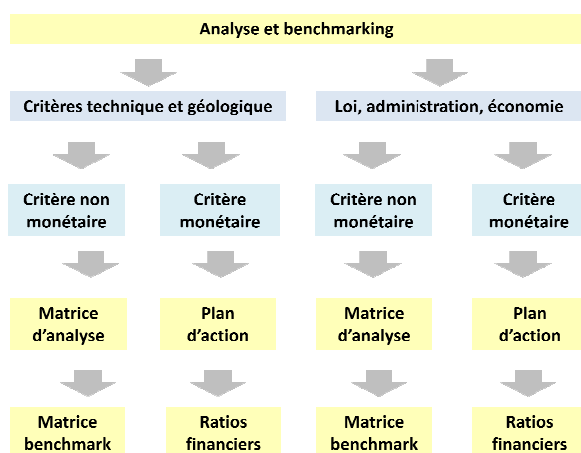 Analyse et benchmarking
Critères technique et géologique
Loi, administration, économie
Critère non
monétaire
Critère
monétaire
Critère non
monétaire
Critère
monétaire
Matrice
d’analyse
Plan
d’action
Matrice
d’analyse
Plan
d’action
Matrice
benchmark
Ratios
financiers
Matrice
benchmark
Ratios
financiers